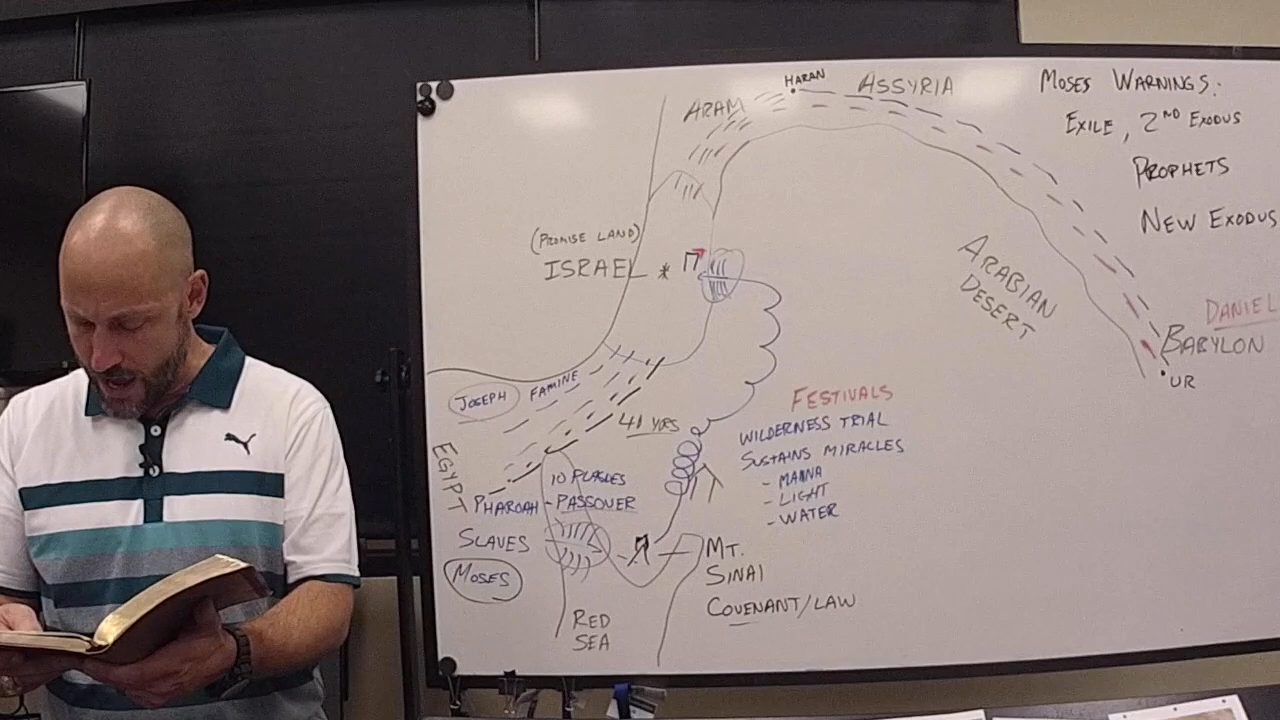 HARAN
ASSYRIA
ARAM
MOSES WARNINGS:
EXILE, 2ND EXODUS
PROPHETS
NEW EXODUS
(PROMISE LAND)
ISRAEL *
ARABIAN
DESERT
DANIEL
BABYLON
UR
JOSEPH
FAMINE
EGYPT
40 YRS
10 PLAGUES
PHAROAH - PASSOVER
SLAVES
MOSES
RED
SEA
MT.
SINAI
COVENANT/LAW
FESTIVALS
WILDERNESS TRIAL
SUSTAINS MIRACLES
- MANNA
- LIGHT
- WATER